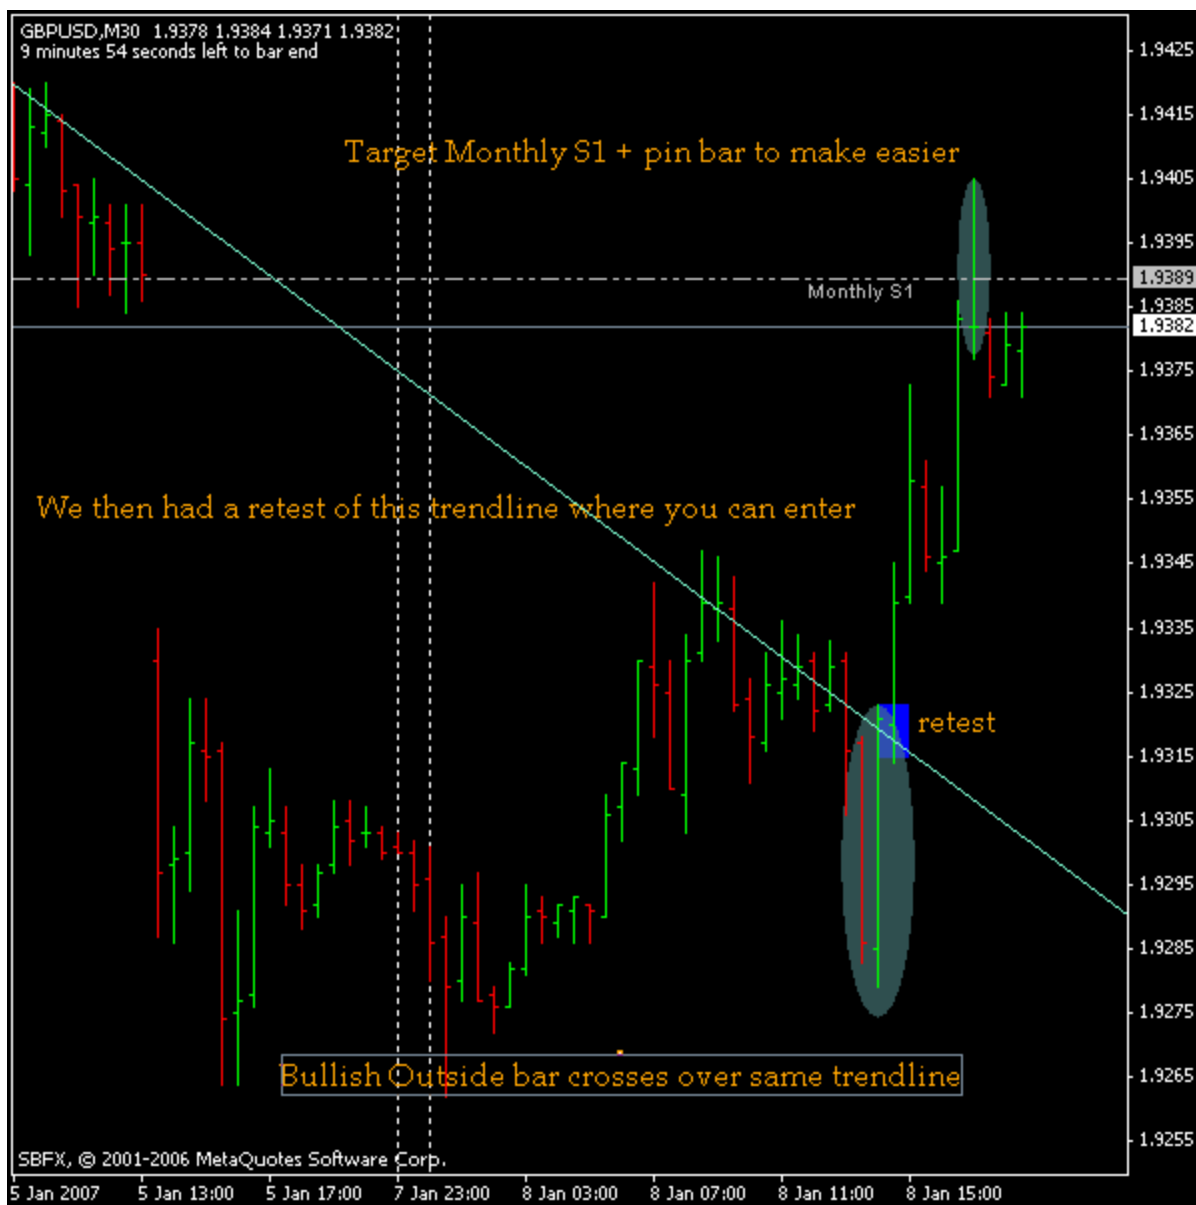 GBPUSD,M30 1.9378 1.9384 1.9371 1.9382
9 minutes 54 seconds left to bar end
1.9425
1.9415
Target Monthly S1 + pin bar to make easier
1.9405
1.9395
1.9389
Monthly S1
1.9385
1.9382
1.9375
1.9365
We then had a retest of this trendline where you can enter
1.9355
1.9345
1.9335
1.9325
retest
1.9315
1.9305
1.9295
1.9285
1.9275
Bullish Outside bar crosses over same trendline
1.9265
1.9255
SBFX, © 2001-2006 MetaQuotes Software Corp.
5 Jan 2007 5 Jan 13:00 5 Jan 17:00 7 Jan 23:00 8 Jan 03:00 8 Jan 07:00 8 Jan 11:00 8 Jan 15:00